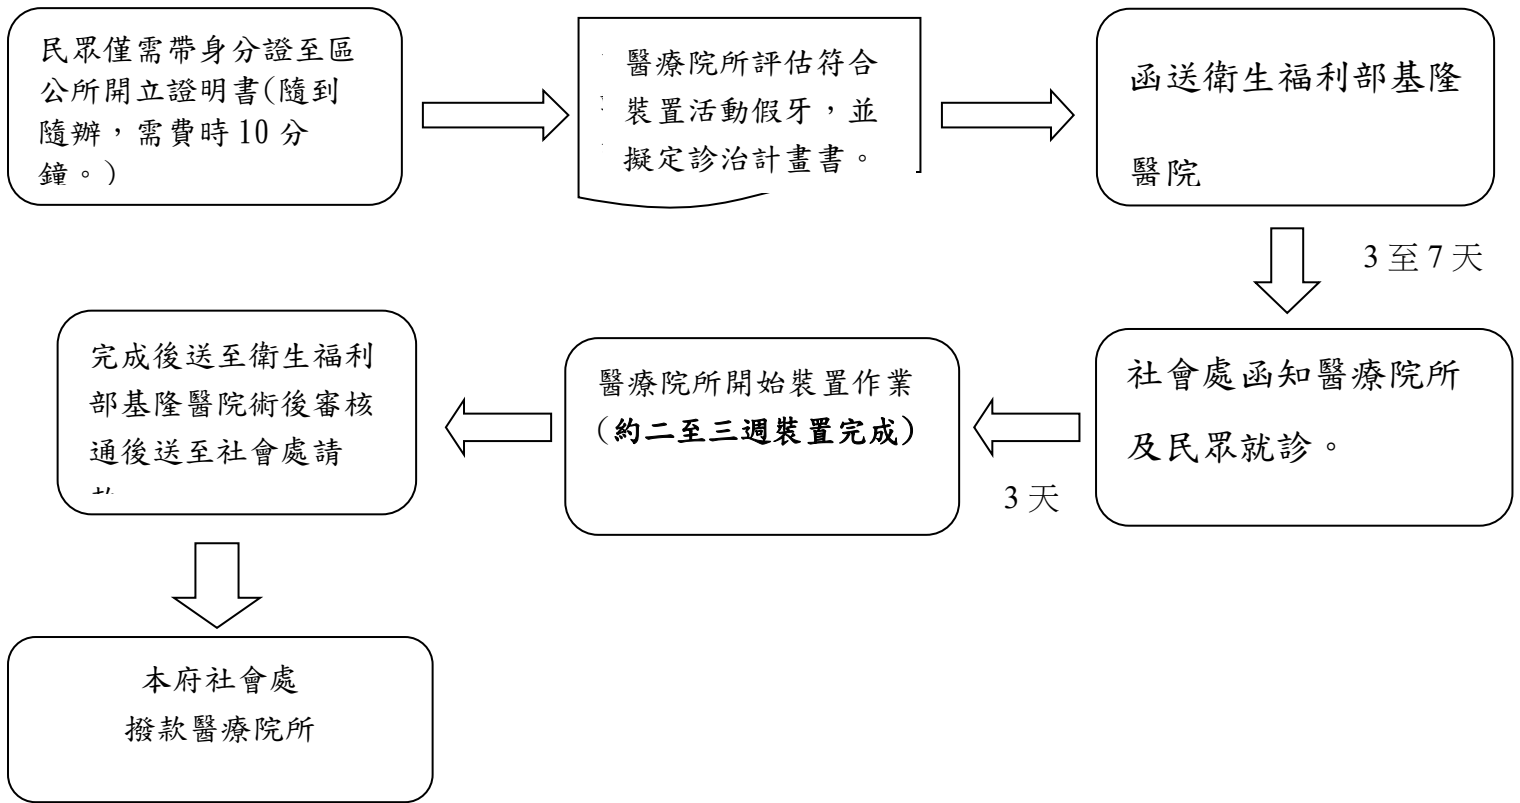 民眾僅需帶身分證至區
公所開立證明書(隨到
隨辦，需費時10分
鐘。)
醫療院所評估符合
裝置活動假牙，並
擬定診治計畫書。
函送衛生福利部基隆
醫院
3至7天
社會處函知醫療院所
及民眾就診。
3天
醫療院所開始裝置作業
(約二至三週裝置完成)
完成後送至衛生福利
部基隆醫院術後審核
通後送至社會處請
本府社會處
撥款醫療院所